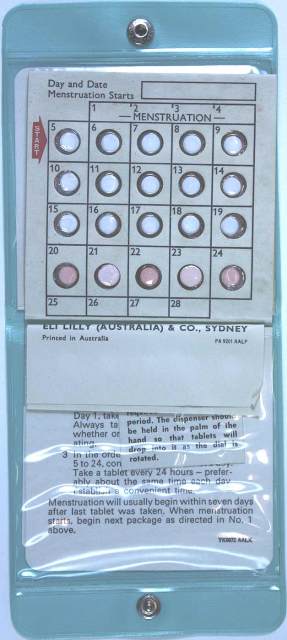 Day and Date
Menstruation Starts
1 *2 *3 *4
— MENSTRUATION —
START
5 6 7 8 9
10 11 12 13 14
15 16 17 18 19
20 21 22 23 24
25 26 27 28
ELI LILLY (AUSTRALIA) & CO., SYDNEY
Printed in Australia PA 9201 AALP
Day 1, take
Always ta
whether or
ating.
3 In the orde
5 to 24, con
Take a tablet every 24 hours – prefer-
ably about the same time each day
establish a convenient time.
Menstruation will usually begin within seven days
after last tablet was taken. When menstruation
starts, begin next package as directed in No. 1
above.
period. The dispenser should
be held in the palm of the
hand so that tablets will
drop into it as the dial is
rotated.